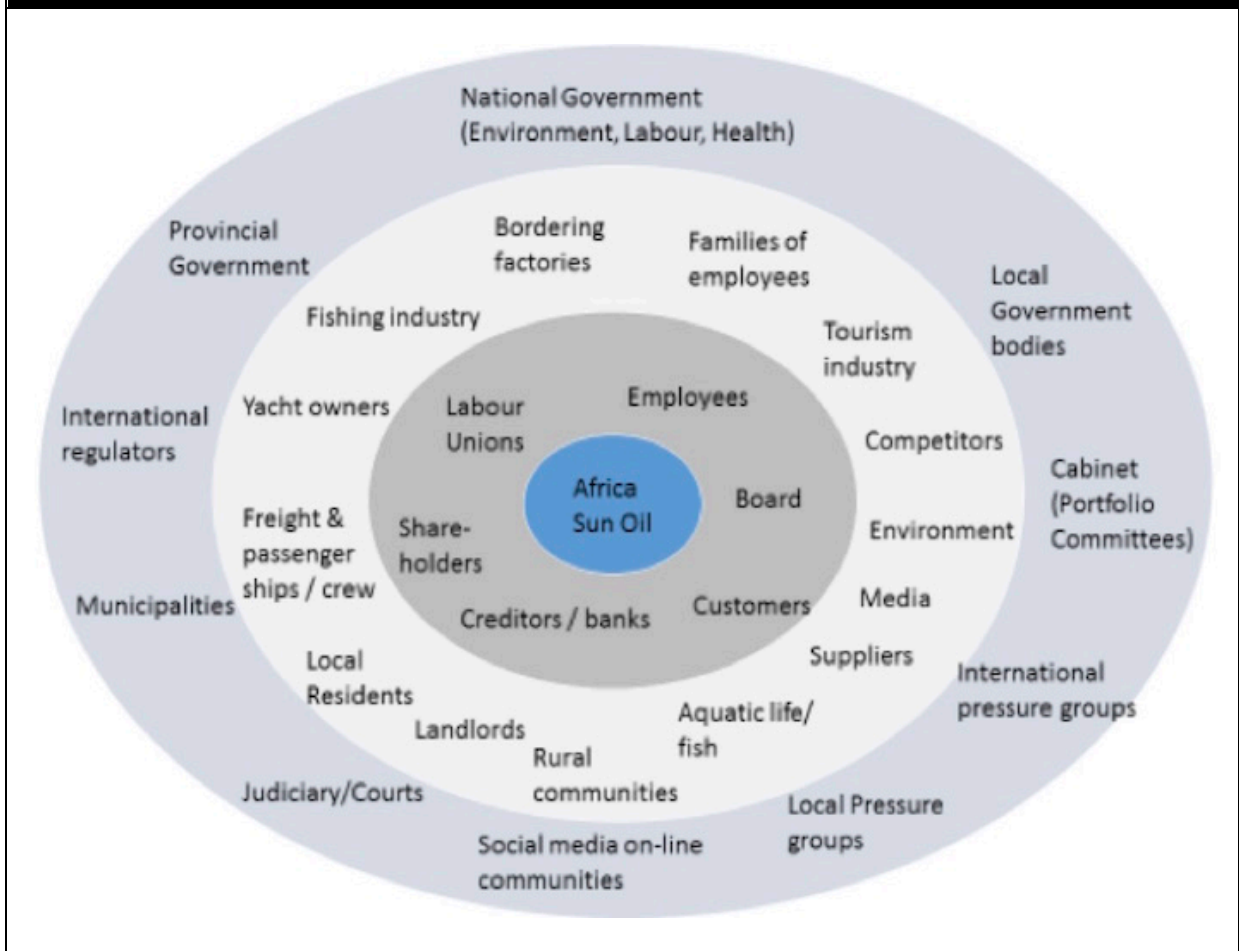 National Government
(Environment, Labour, Health)
Provincial
Government
Bordering
factories
Families of
employees
Local
Government
bodies
Fishing industry
Tourism
industry
Yacht owners
Labour
Unions
Employees
International
regulators
Competitors
Africa
Sun Oil
Board
Cabinet
(Portfolio
Committees)
Freight &
passenger
ships / crew
Share-
holders
Environment
Municipalities
Creditors / banks
Customers
Media
Suppliers
Local
Residents
International
pressure groups
Landlords
Aquatic life/
fish
Rural
communities
Judiciary/Courts
Local Pressure
groups
Social media on-line
communities